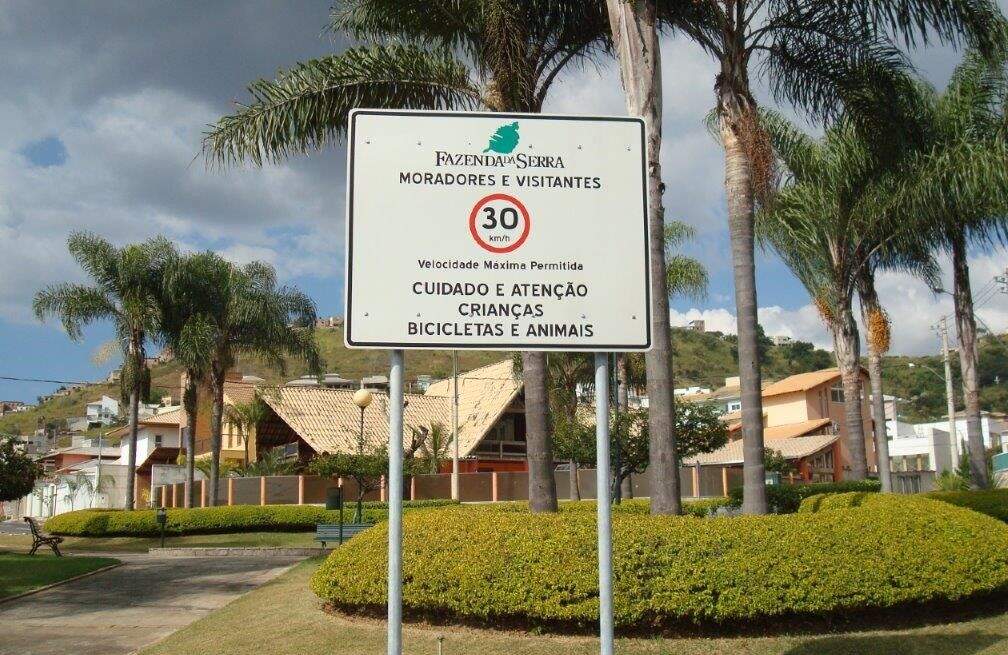 FAZENDA DA SERRA
MORADORES E VISITANTES
30
km/h
Velocidade Máxima Permitida
CUIDADO E ATENÇÃO
CRIANÇAS
BICICLETAS E ANIMAIS